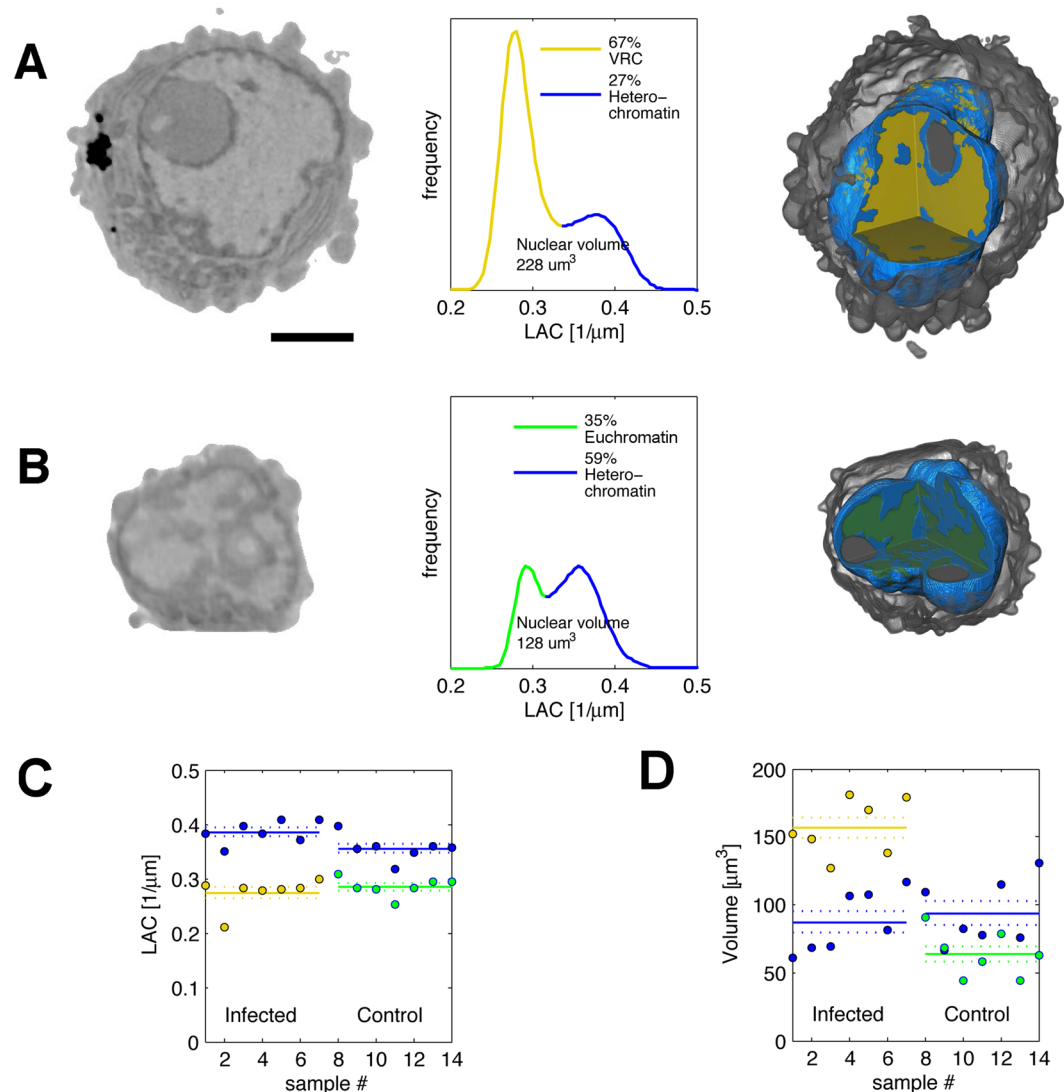 A
67%
VRC
27%
Hetero-
chromatin
frequency
Nuclear volume
228 um³
0.2 0.3 0.4 0.5
LAC [1/μm]
B
35%
Euchromatin
59%
Hetero-
chromatin
frequency
Nuclear volume
128 um³
0.2 0.3 0.4 0.5
LAC [1/μm]
C
0.5
0.4
0.3
0.2
0.1
0
LAC [1/μm]
Infected Control
2 4 6 8 10 12 14
sample #
D
200
150
100
50
0
Volume [μm³]
Infected Control
2 4 6 8 10 12 14
sample #